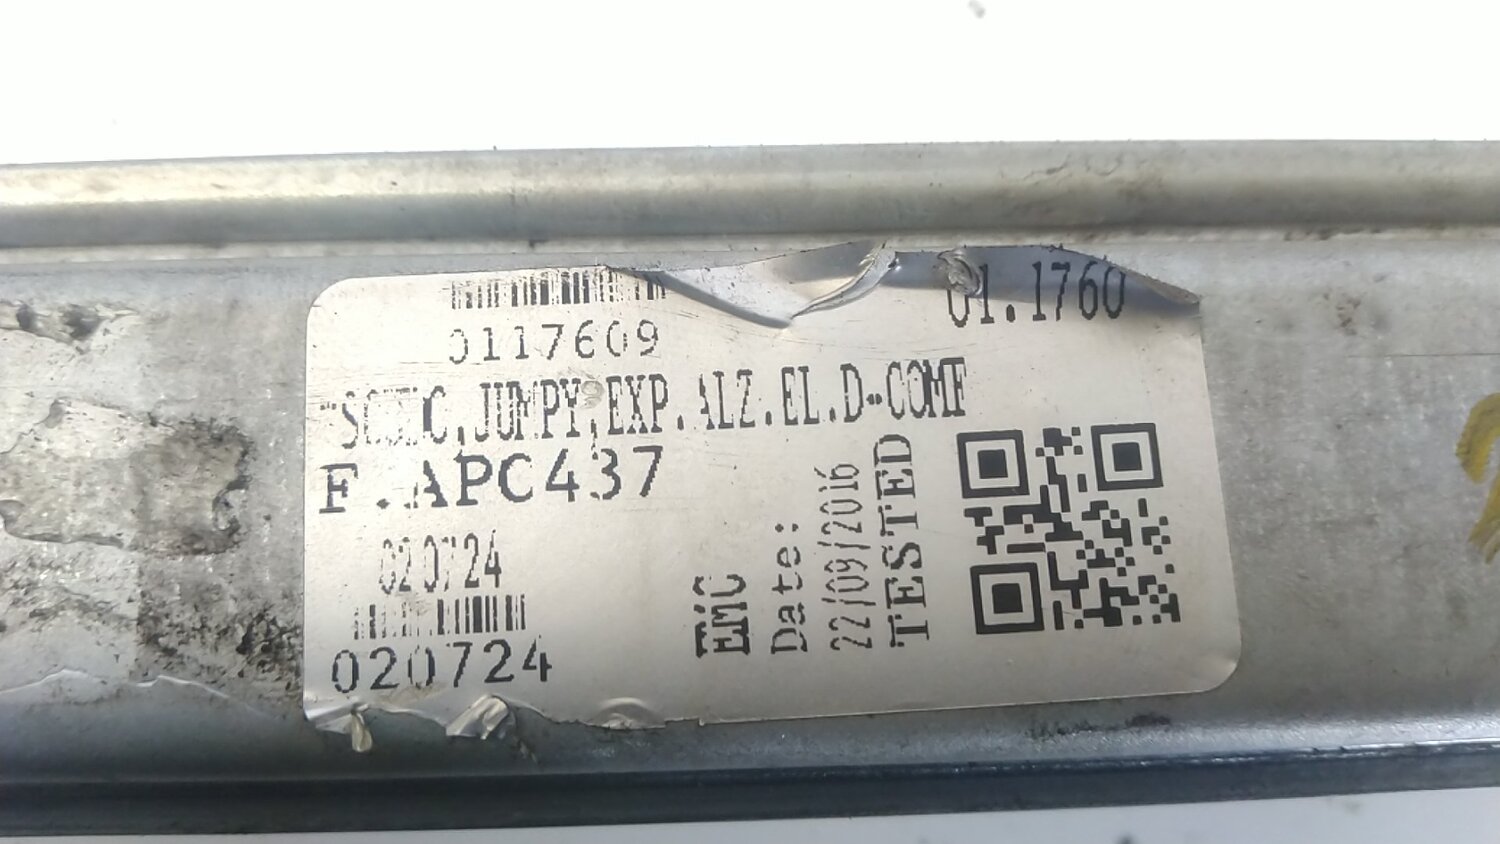 0117609
01.1760
JUMPY,EXP.ALZ.EL.D-COMF
F.APC437
020724
020724
EMC
Date:
22/09/2016
TESTED